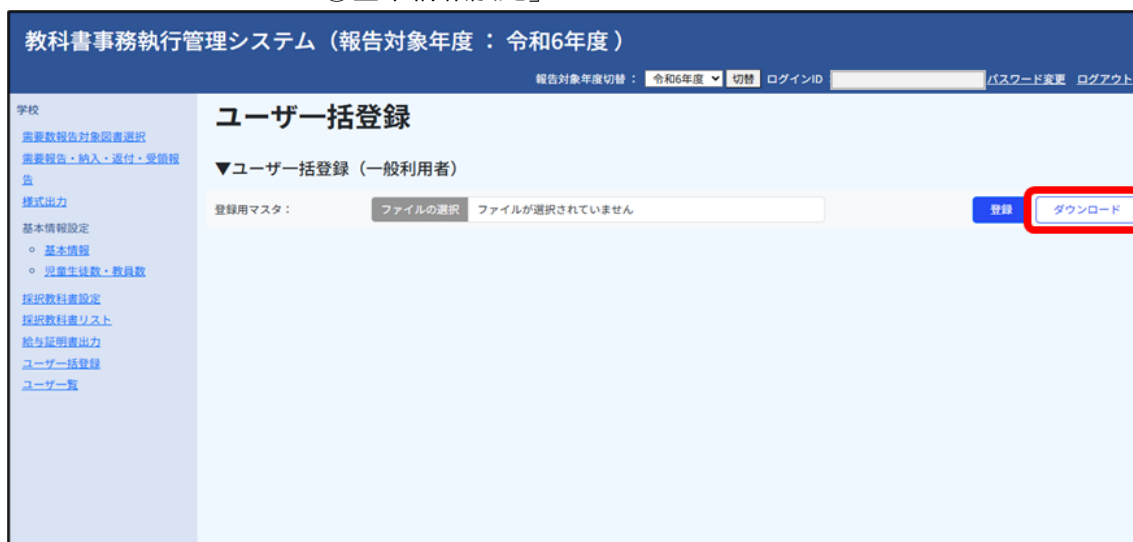 教科書事務執行管理システム（報告対象年度 ： 令和6年度 ）
報告対象年度切替 ： 令和6年度 切替 ログインID パスワード変更 ログアウト
学校
需要数報告対象図書選択
需要報告・納入・返付・受領報
告
様式出力
基本情報設定
基本情報
児童生徒数・教員数
採択教科書設定
採択教科書リスト
給与証明書出力
ユーザー括登録
ユーザー覧
ユーザー括登録
▼ユーザー括登録（一般利用者）
登録用マスタ： ファイルの選択 ファイルが選択されていません 登録 ダウンロード